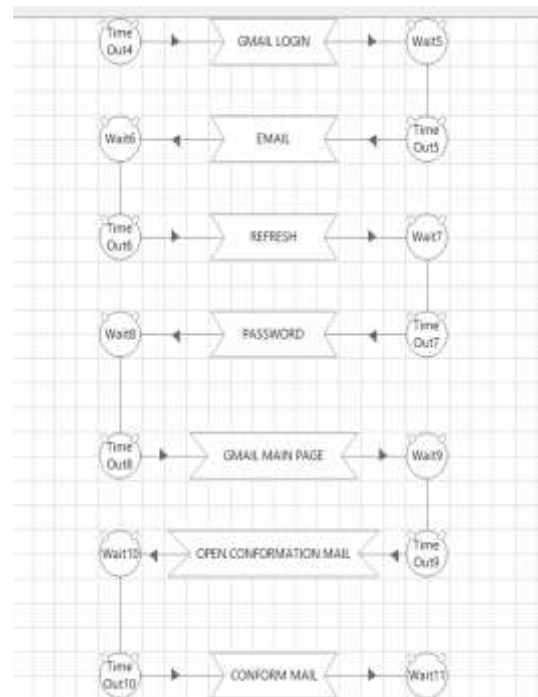 Time
Out4
GMAIL LOGIN
Wait5
Wait6
EMAIL
Time
Out5
Time
Out6
REFRESH
Wait7
Wait8
PASSWORD
Time
Out7
Time
Out8
GMAIL MAIN PAGE
Wait9
Wait10
OPEN CONFORMATION MAIL
Time
Out9
Time
Out10
CONFORM MAIL
Wait11